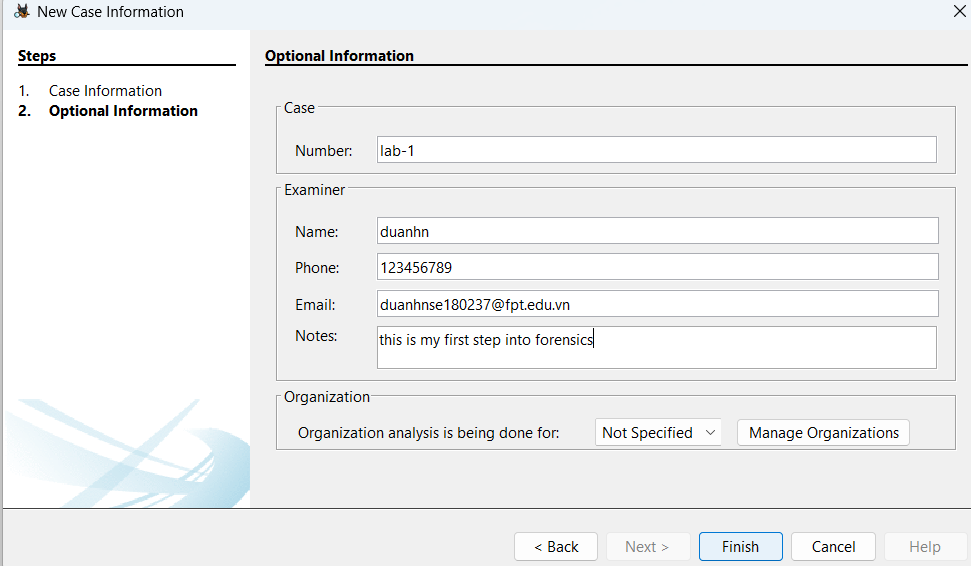 New Case Information
Steps
1. Case Information
2. Optional Information
Optional Information
Case
Number: lab-1
Examiner
Name: duanhn
Phone: 123456789
Email: duanhnse180237@fpt.edu.vn
Notes: this is my first step into forensics
Organization
Organization analysis is being done for: Not Specified Manage Organizations
< Back Next > Finish Cancel Help